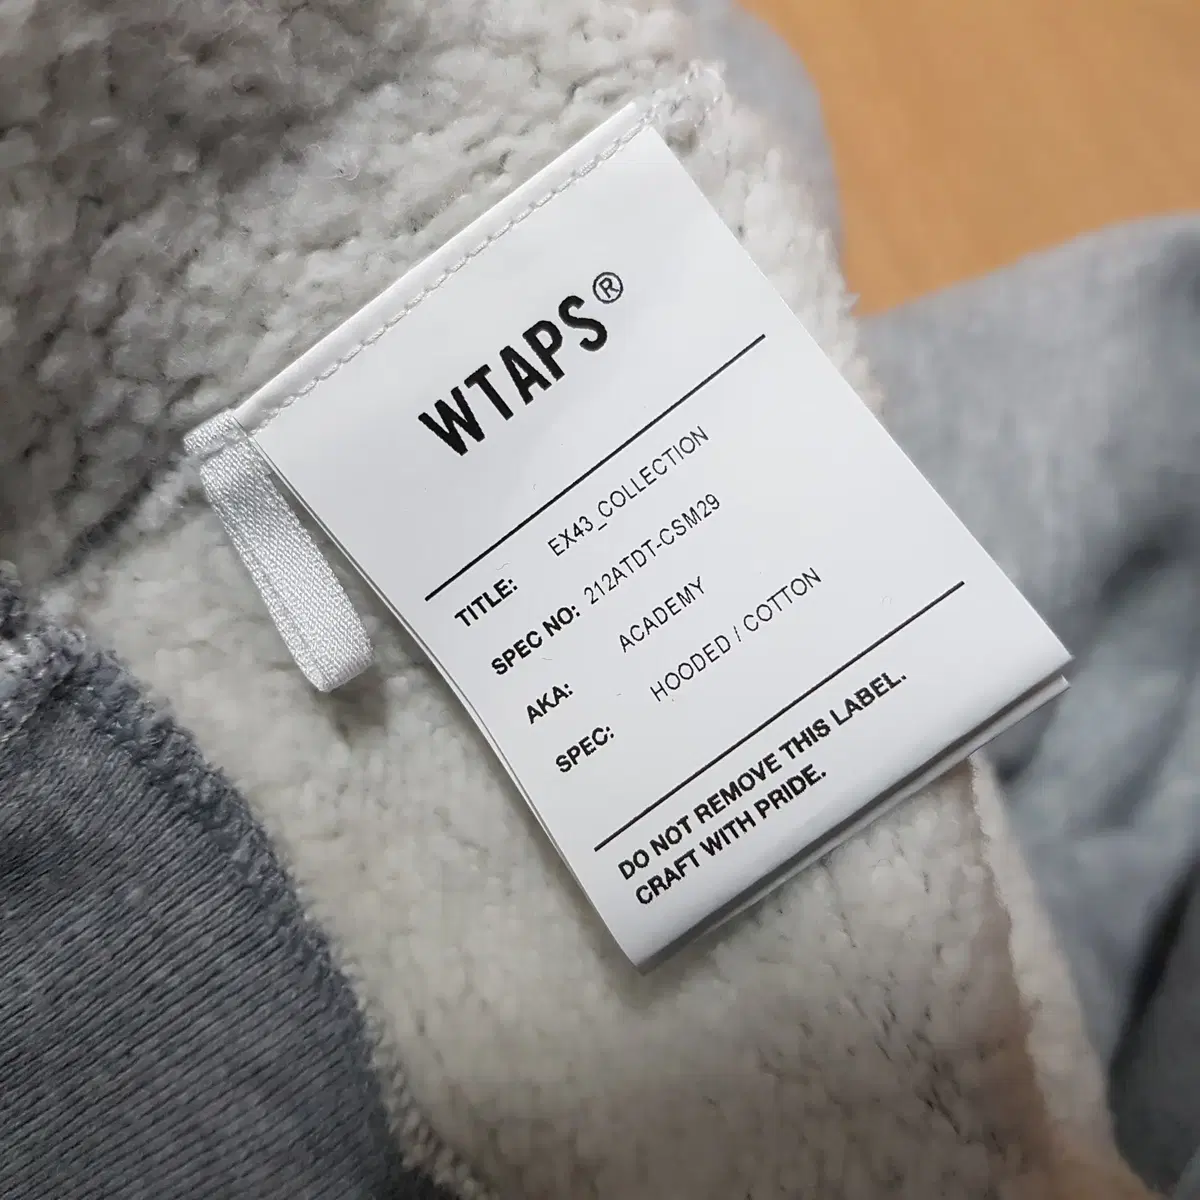 WTAPS®
TITLE: EX43_COLLECTION
SPEC NO: 212ATDT-CSM29
AKA: ACADEMY
SPEC: HOODED / COTTON
DO NOT REMOVE THIS LABEL.
CRAFT WITH PRIDE.